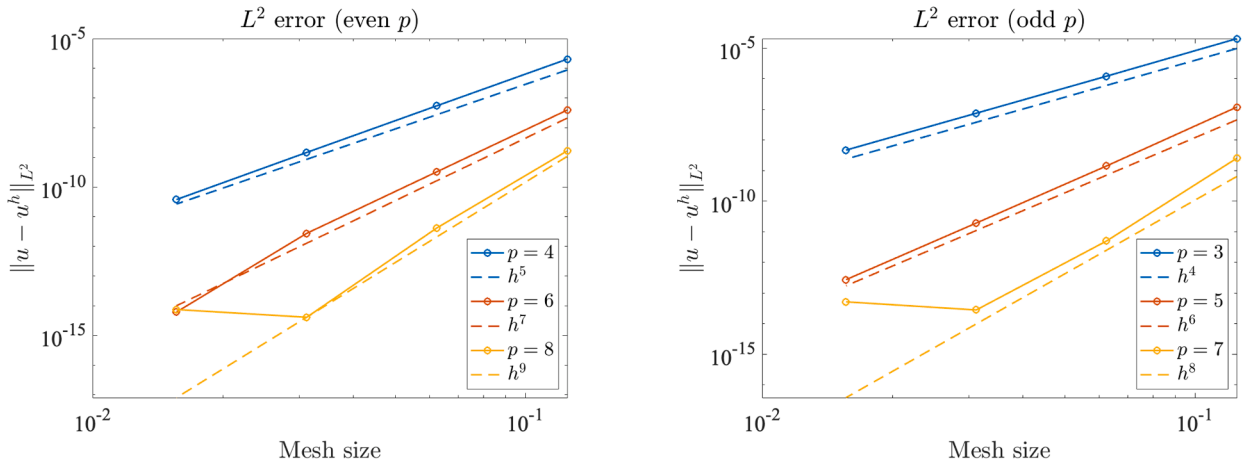 L² error (even p)
10⁻⁵
10⁻¹⁰
10⁻¹⁵
‖u − uʰ‖_L²
p = 4
h⁵
p = 6
h⁷
p = 8
h⁹
10⁻²
10⁻¹
Mesh size
L² error (odd p)
10⁻⁵
10⁻¹⁰
10⁻¹⁵
‖u − uʰ‖_L²
p = 3
h⁴
p = 5
h⁶
p = 7
h⁸
10⁻²
10⁻¹
Mesh size